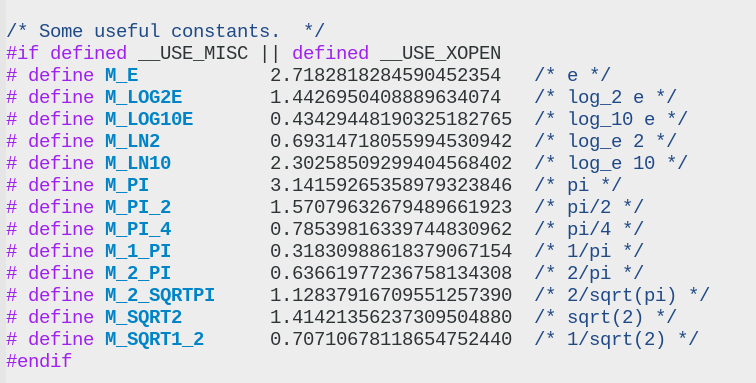 /* Some useful constants.  */
#if defined __USE_MISC || defined __USE_XOPEN
# define M_E            2.7182818284590452354   /* e */
# define M_LOG2E        1.4426950408889634074   /* log_2 e */
# define M_LOG10E       0.43429448190325182765  /* log_10 e */
# define M_LN2          0.69314718055994530942  /* log_e 2 */
# define M_LN10         2.30258509299404568402  /* log_e 10 */
# define M_PI           3.14159265358979323846  /* pi */
# define M_PI_2         1.57079632679489661923  /* pi/2 */
# define M_PI_4         0.78539816339744830962  /* pi/4 */
# define M_1_PI         0.31830988618379067154  /* 1/pi */
# define M_2_PI         0.63661977236758134308  /* 2/pi */
# define M_2_SQRTPI     1.12837916709551257390  /* 2/sqrt(pi) */
# define M_SQRT2        1.41421356237309504880  /* sqrt(2) */
# define M_SQRT1_2      0.70710678118654752440  /* 1/sqrt(2) */
#endif